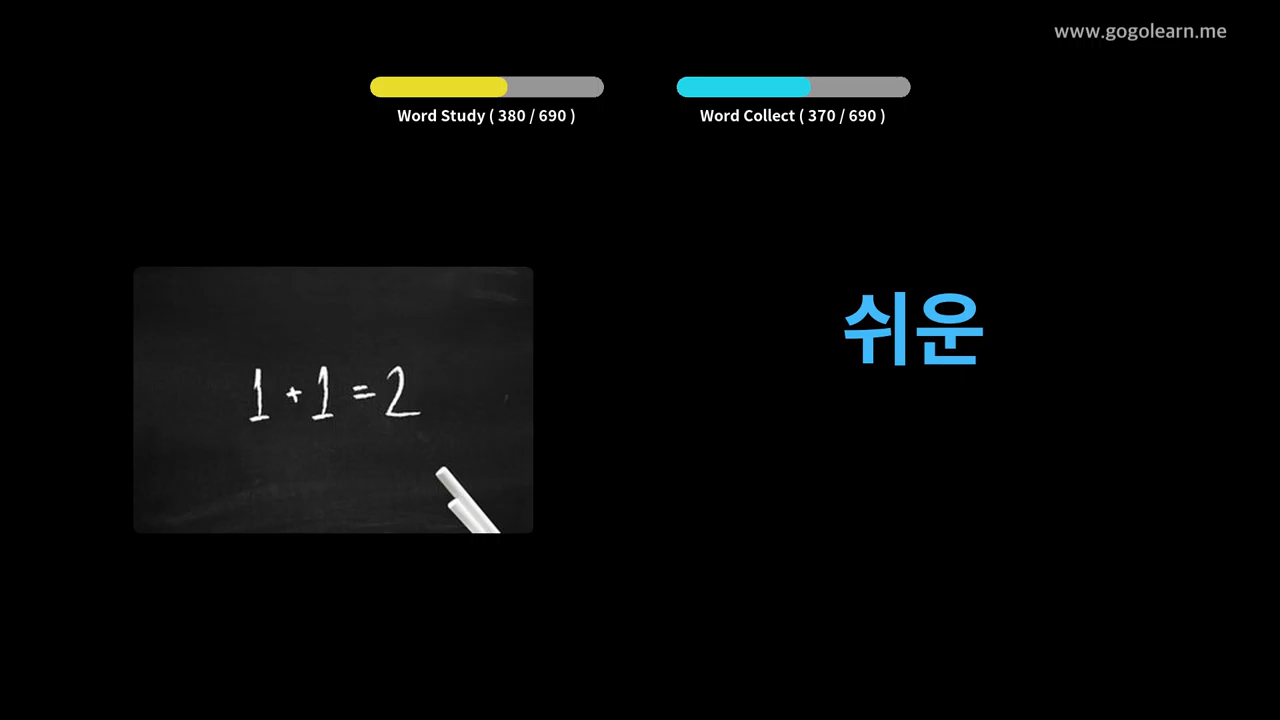 www.gogolearn.me
Word Study ( 380 / 690 )
Word Collect ( 370 / 690 )
쉬운
1 + 1 = 2